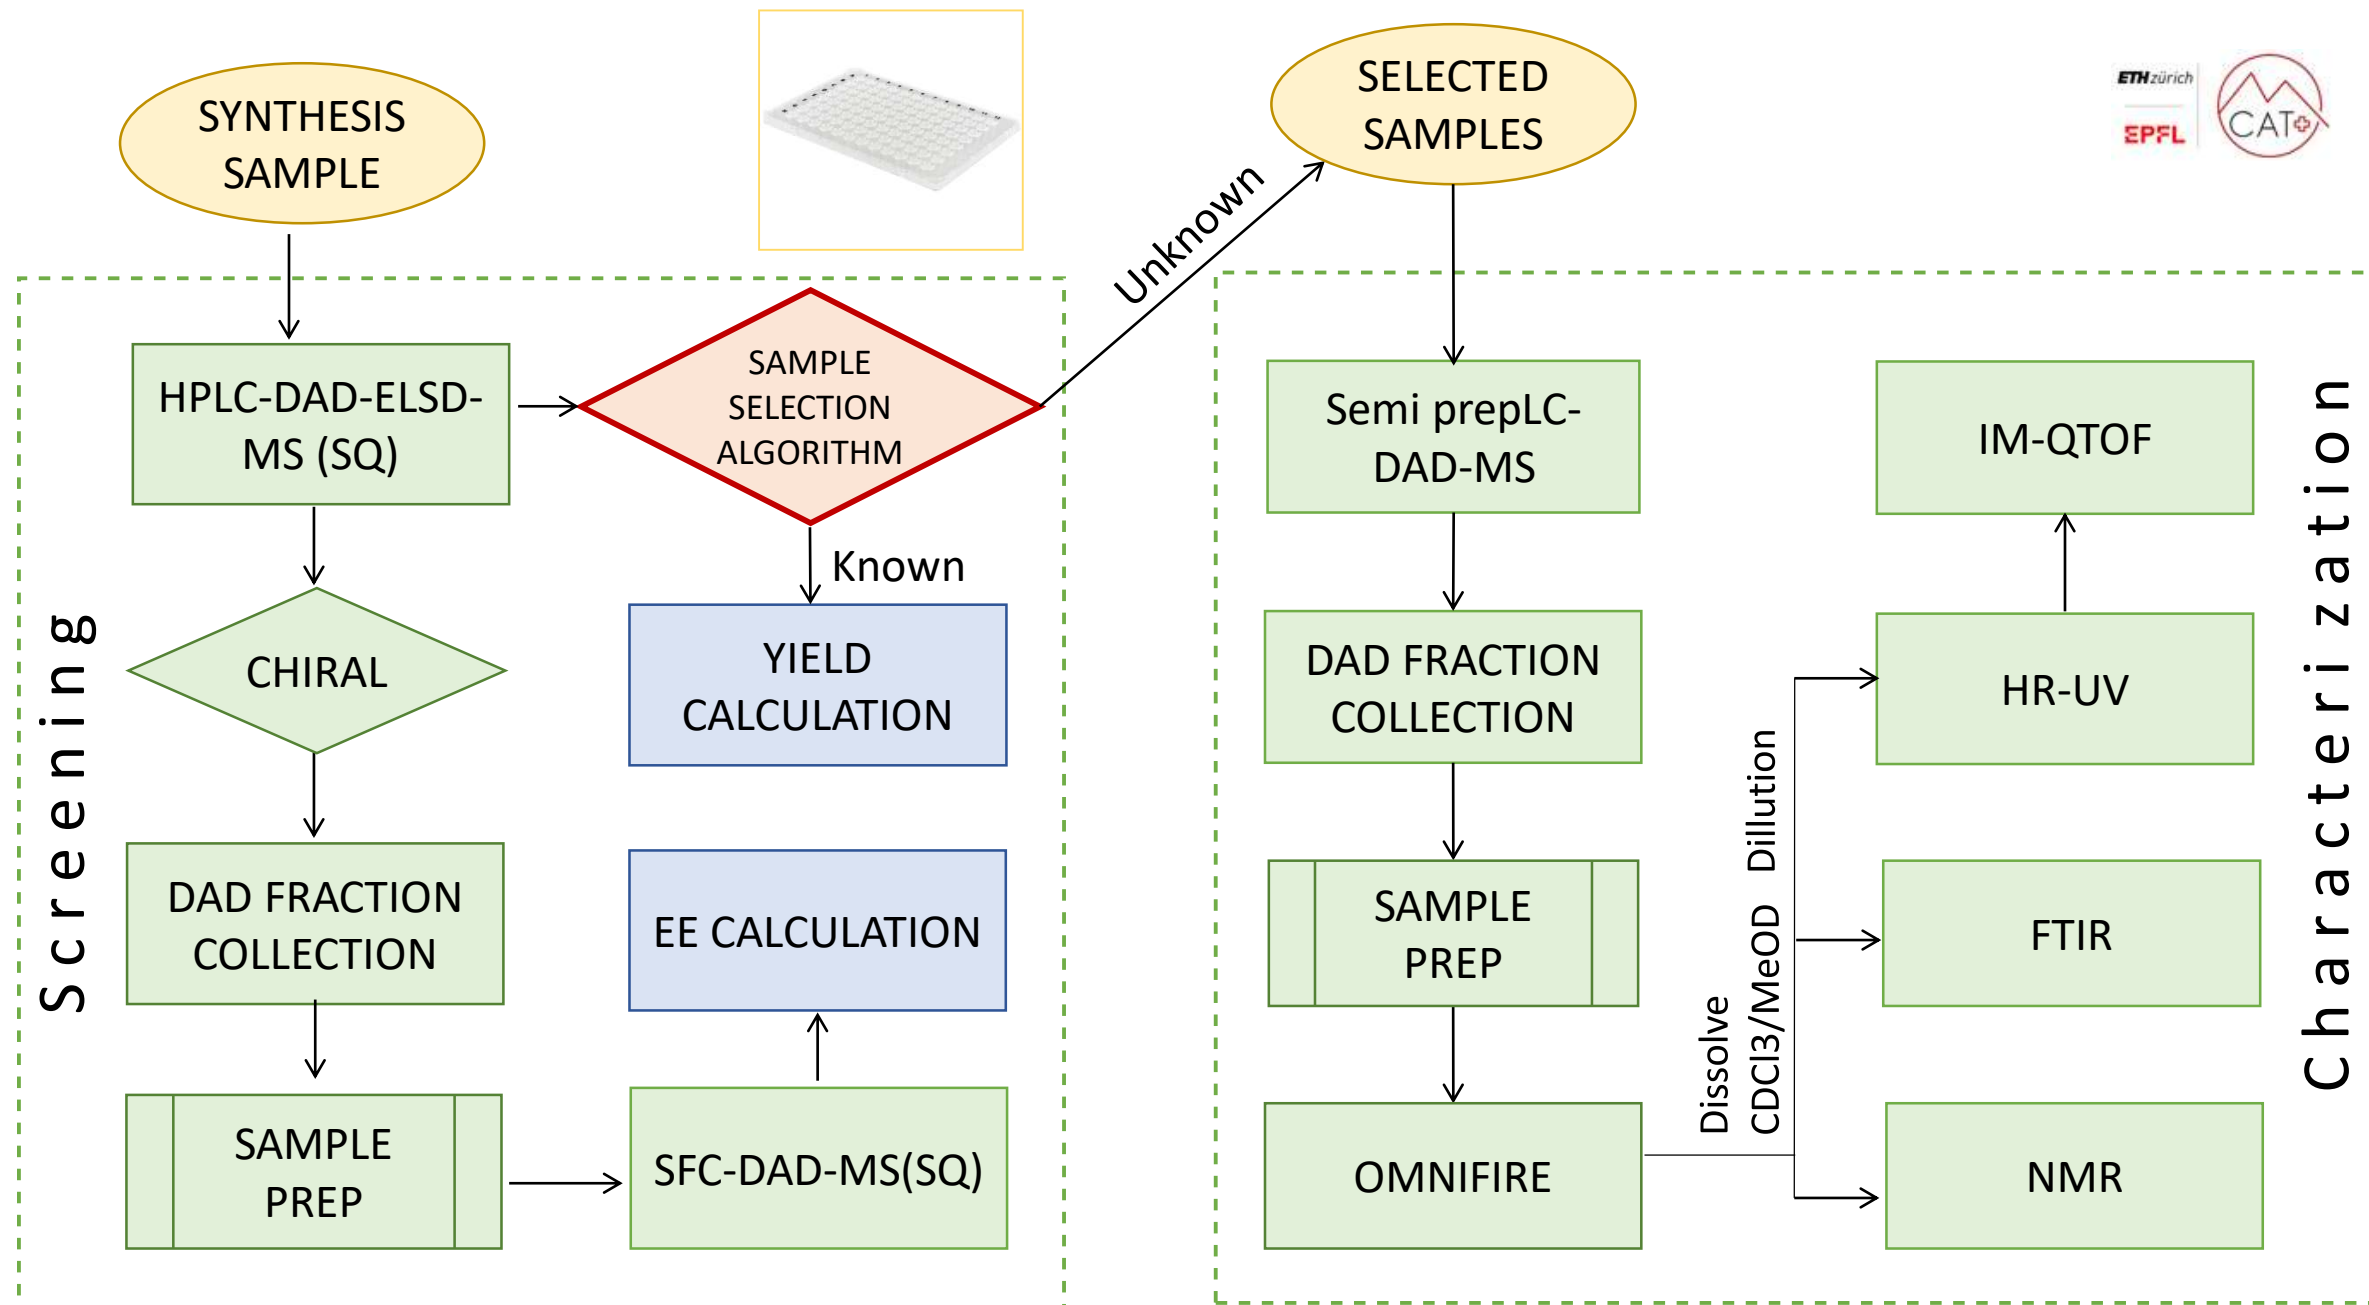 SYNTHESIS
SAMPLE
SELECTED
SAMPLES
ETH zürich
EPFL
CAT+
Unknown
Screening
HPLC-DAD-ELSD-
MS (SQ)
SAMPLE
SELECTION
ALGORITHM
Known
CHIRAL
YIELD
CALCULATION
DAD FRACTION
COLLECTION
EE CALCULATION
SAMPLE
PREP
SFC-DAD-MS(SQ)
Semi prepLC-
DAD-MS
DAD FRACTION
COLLECTION
SAMPLE
PREP
OMNIFIRE
Dissolve
CDCl3/MeOD Dillution
IM-QTOF
HR-UV
FTIR
NMR
Characterization